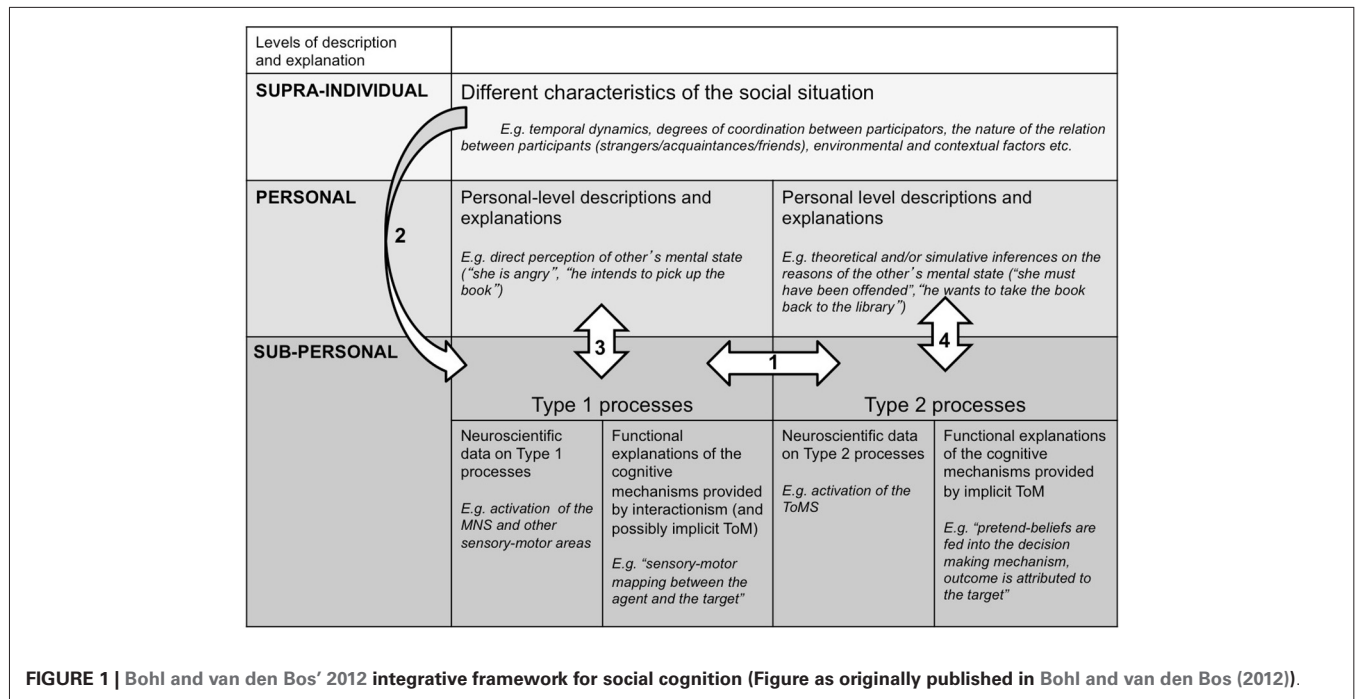 Levels of description
and explanation
SUPRA-INDIVIDUAL
Different characteristics of the social situation
E.g. temporal dynamics, degrees of coordination between participators, the nature of the relation
between participants (strangers/acquaintances/friends), environmental and contextual factors etc.
PERSONAL
Personal-level descriptions and
explanations
E.g. direct perception of other's mental state
("she is angry", "he intends to pick up the
book")
Personal level descriptions and
explanations
E.g. theoretical and/or simulative inferences on the
reasons of the other's mental state ("she must
have been offended", "he wants to take the book
back to the library")
2
3
4
1
SUB-PERSONAL
Type 1 processes
Type 2 processes
Neuroscientific
data on Type 1
processes
E.g. activation of the
MNS and other
sensory-motor areas
Functional
explanations of the
cognitive
mechanisms provided
by interactionism (and
possibly implicit ToM)
E.g. "sensory-motor
mapping between the
agent and the target"
Neuroscientific data
on Type 2 processes
E.g. activation of the
ToMS
Functional explanations
of the cognitive
mechanisms provided
by implicit ToM
E.g. "pretend-beliefs are
fed into the decision
making mechanism,
outcome is attributed to
the target"
FIGURE 1 | Bohl and van den Bos' 2012 integrative framework for social cognition (Figure as originally published in Bohl and van den Bos (2012)).